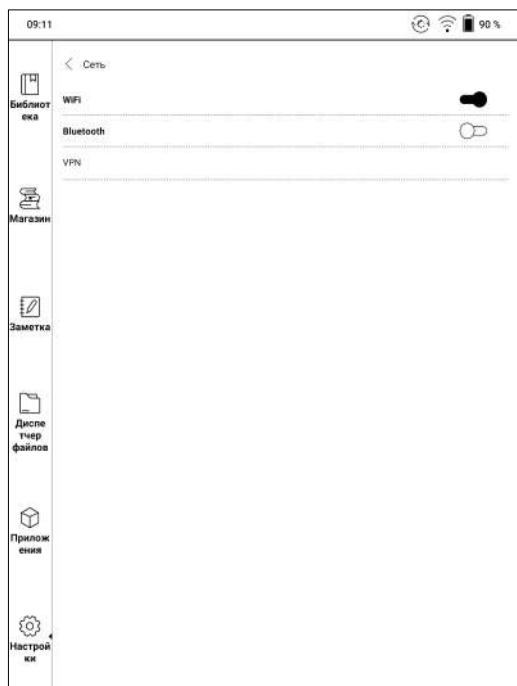 09:11
90 %
Сеть
WiFi
Bluetooth
VPN
Библиот
ека
Магазин
Заметка
Диспе
тчер
файлов
Прилож
ения
Настрой
ки